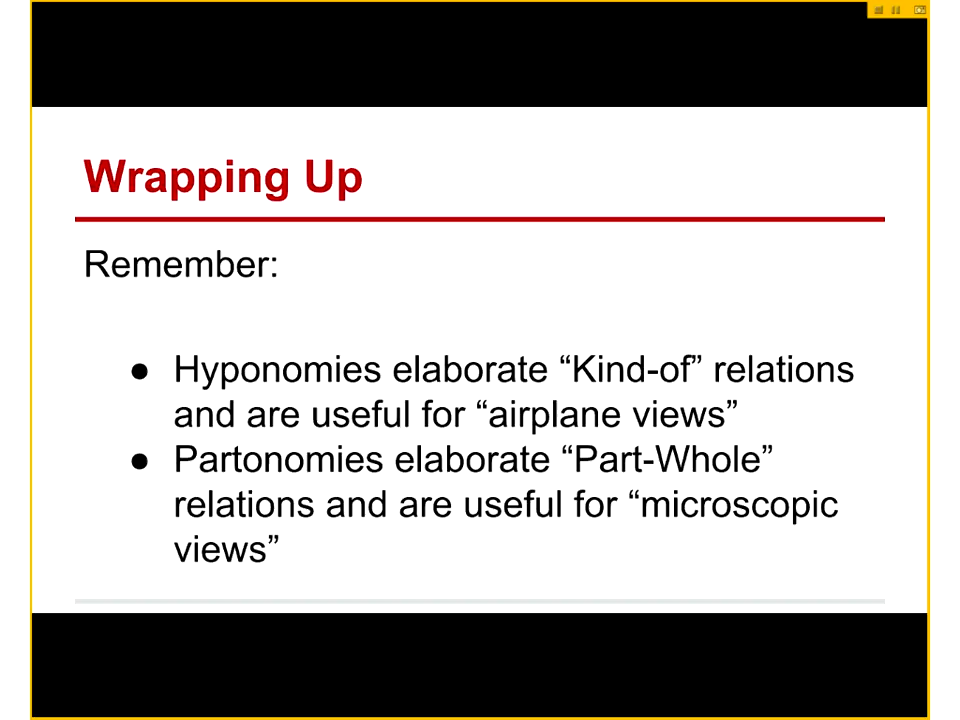 Wrapping Up
Remember:
● Hyponomies elaborate “Kind-of” relations
and are useful for “airplane views”
● Partonomies elaborate “Part-Whole”
relations and are useful for “microscopic
views”